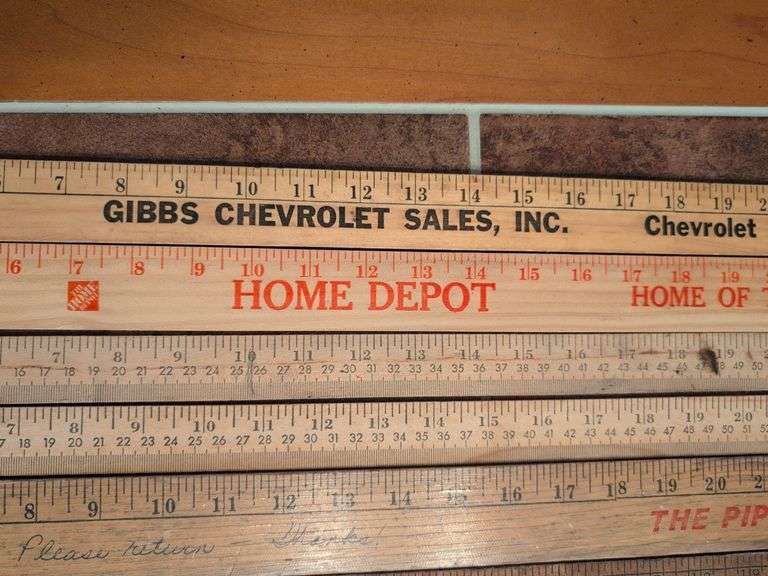 7 8 9 10 11 12 13 14 15 16 17 18 19
GIBBS CHEVROLET SALES, INC. Chevrolet
6 7 8 9 10 11 12 13 14 15 16 17 18 19
THE HOME DEPOT HOME DEPOT HOME OF
7 8 9 10 11 12 13 14 15 16 17 18 19
16 17 18 19 20 21 22 23 24 25 26 27 28 29 30 31 32 33 34 35 36 37 38 39 40 41 42 43 44 45 46 47 48 49 50
7 8 9 10 11 12 13 14 15 16 17 18 19 20
18 19 20 21 22 23 24 25 26 27 28 29 30 31 32 33 34 35 36 37 38 39 40 41 42 43 44 45 46 47 48 49 50 51
8 9 10 11 12 13 14 15 16 17 18 19 20
Please return Thanks THE PIP